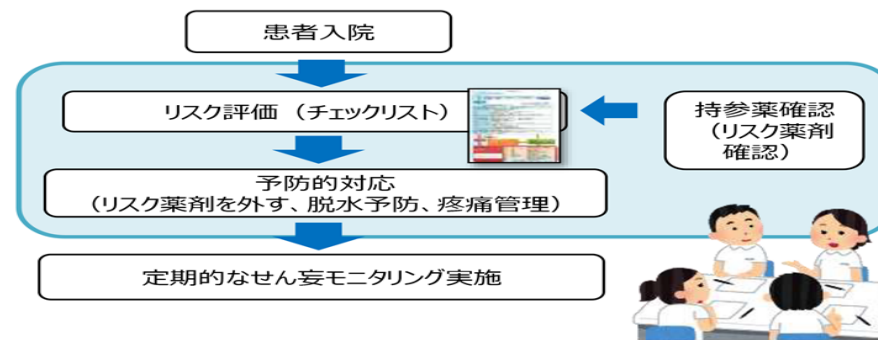 患者入院
リスク評価 （チェックリスト）
持参薬確認
（リスク薬剤
確認）
予防的対応
（リスク薬剤を外す、脱水予防、疼痛管理）
定期的なせん妄モニタリング実施